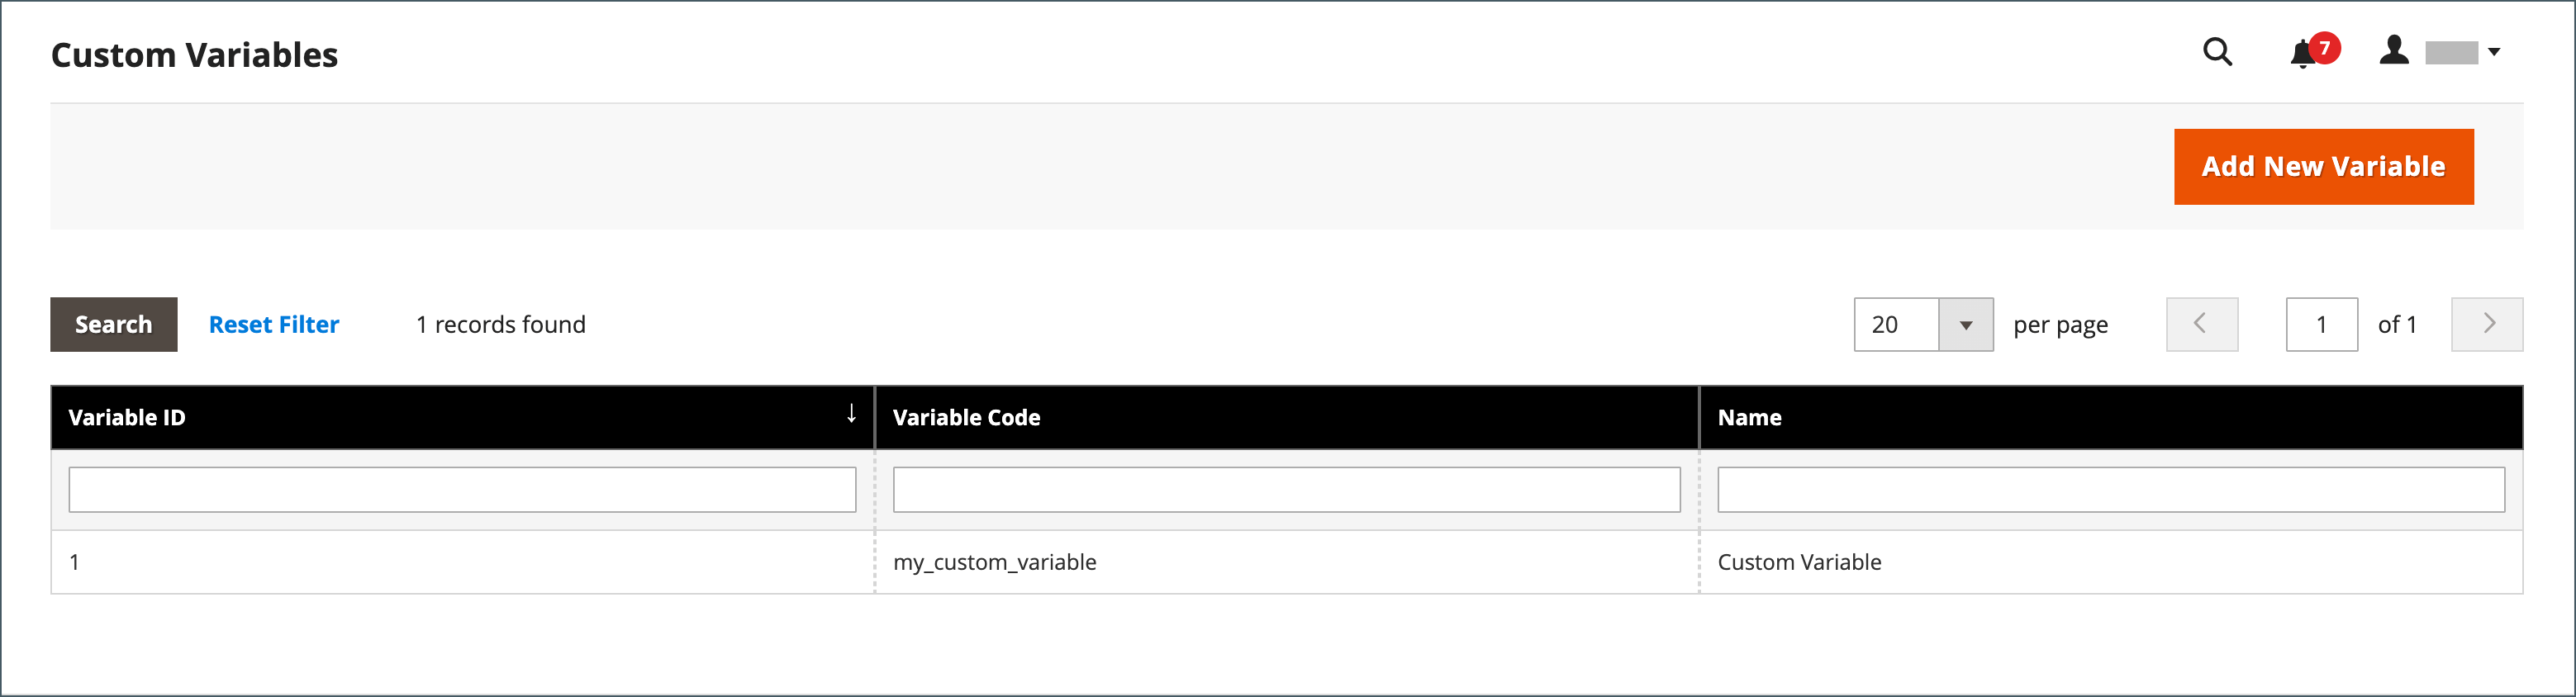 Custom Variables
7
Add New Variable
Search Reset Filter 1 records found 20 per page 1 of 1
Variable ID Variable Code Name
1 my_custom_variable Custom Variable